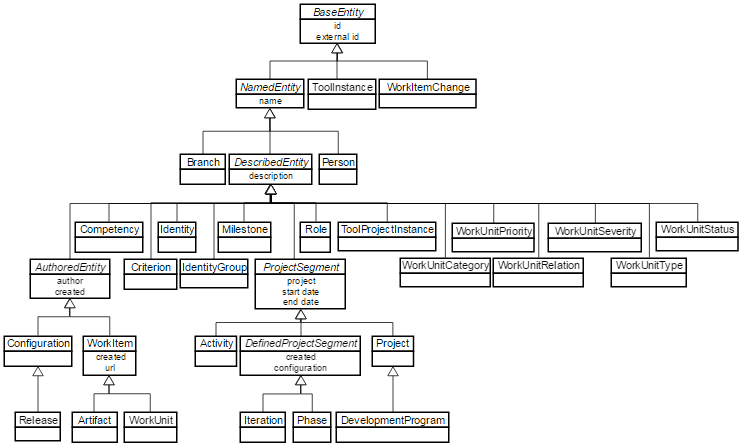 BaseEntity
id
external id
NamedEntity
name
ToolInstance
WorkItemChange
Branch
DescribedEntity
description
Person
Competency
Identity
Milestone
Role
ToolProjectInstance
WorkUnitPriority
WorkUnitSeverity
WorkUnitStatus
AuthoredEntity
author
created
Criterion
IdentityGroup
ProjectSegment
project
start date
end date
WorkUnitCategory
WorkUnitRelation
WorkUnitType
Configuration
WorkItem
created
url
Activity
DefinedProjectSegment
created
configuration
Project
Release
Artifact
WorkUnit
Iteration
Phase
DevelopmentProgram